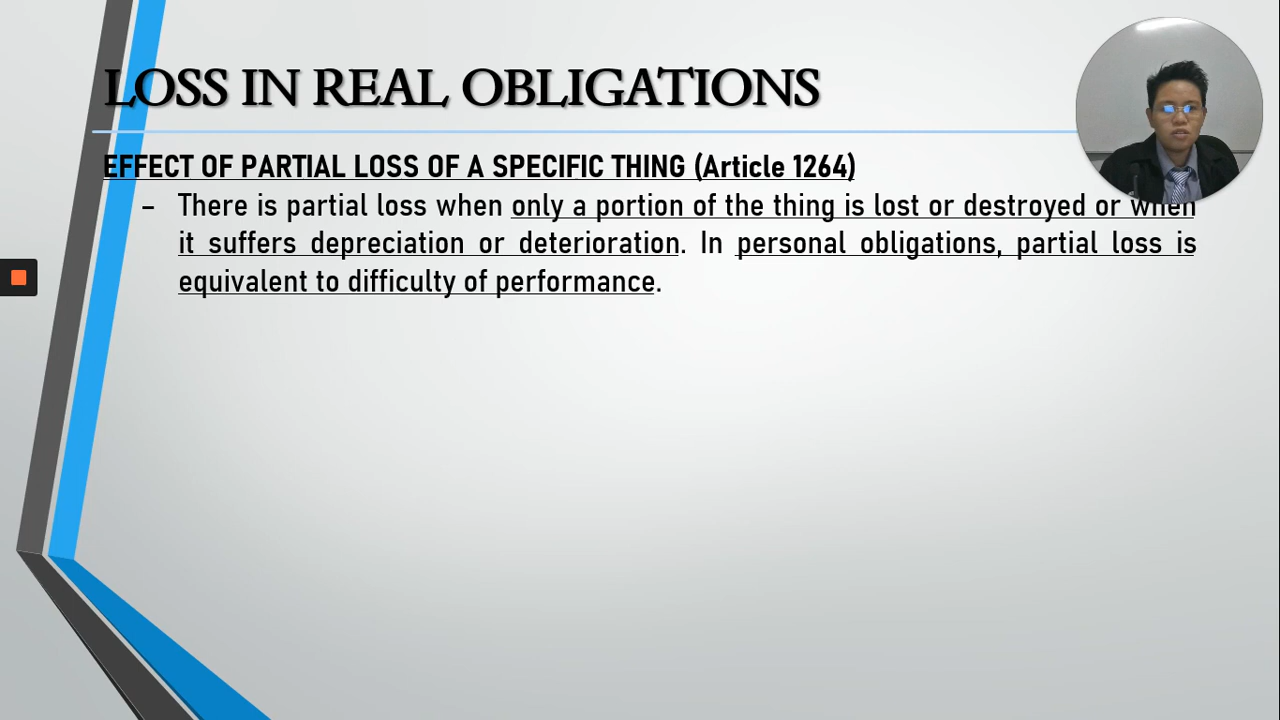 LOSS IN REAL OBLIGATIONS
EFFECT OF PARTIAL LOSS OF A SPECIFIC THING (Article 1264)
- There is partial loss when only a portion of the thing is lost or destroyed or when
it suffers depreciation or deterioration. In personal obligations, partial loss is
equivalent to difficulty of performance.